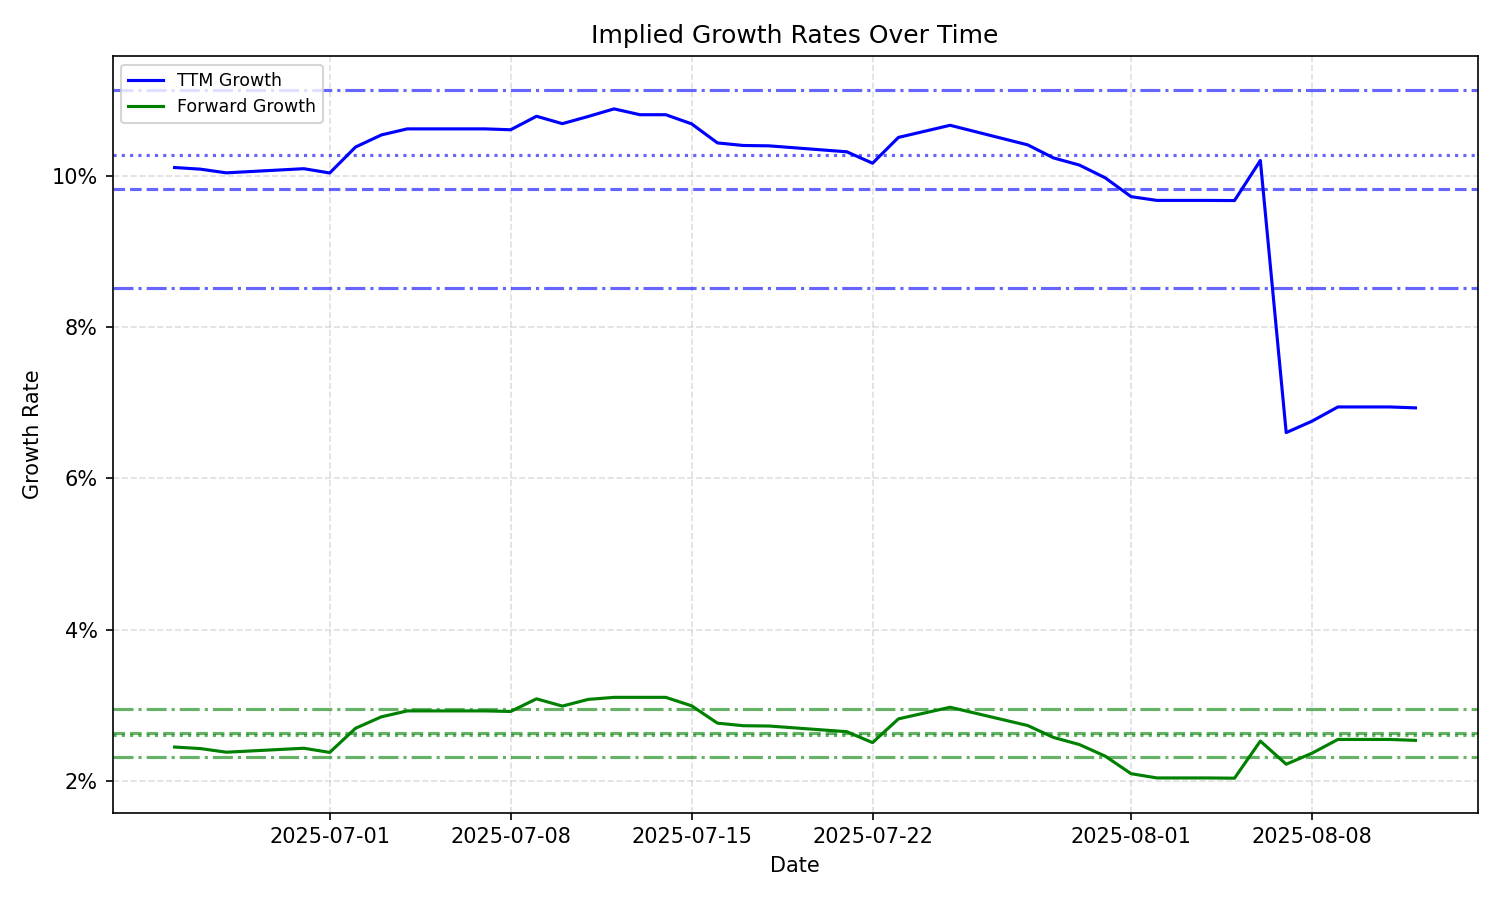 Implied Growth Rates Over Time
TTM Growth
Forward Growth
10%
8%
6%
4%
2%
Growth Rate
2025-07-01
2025-07-08
2025-07-15
2025-07-22
2025-08-01
2025-08-08
Date